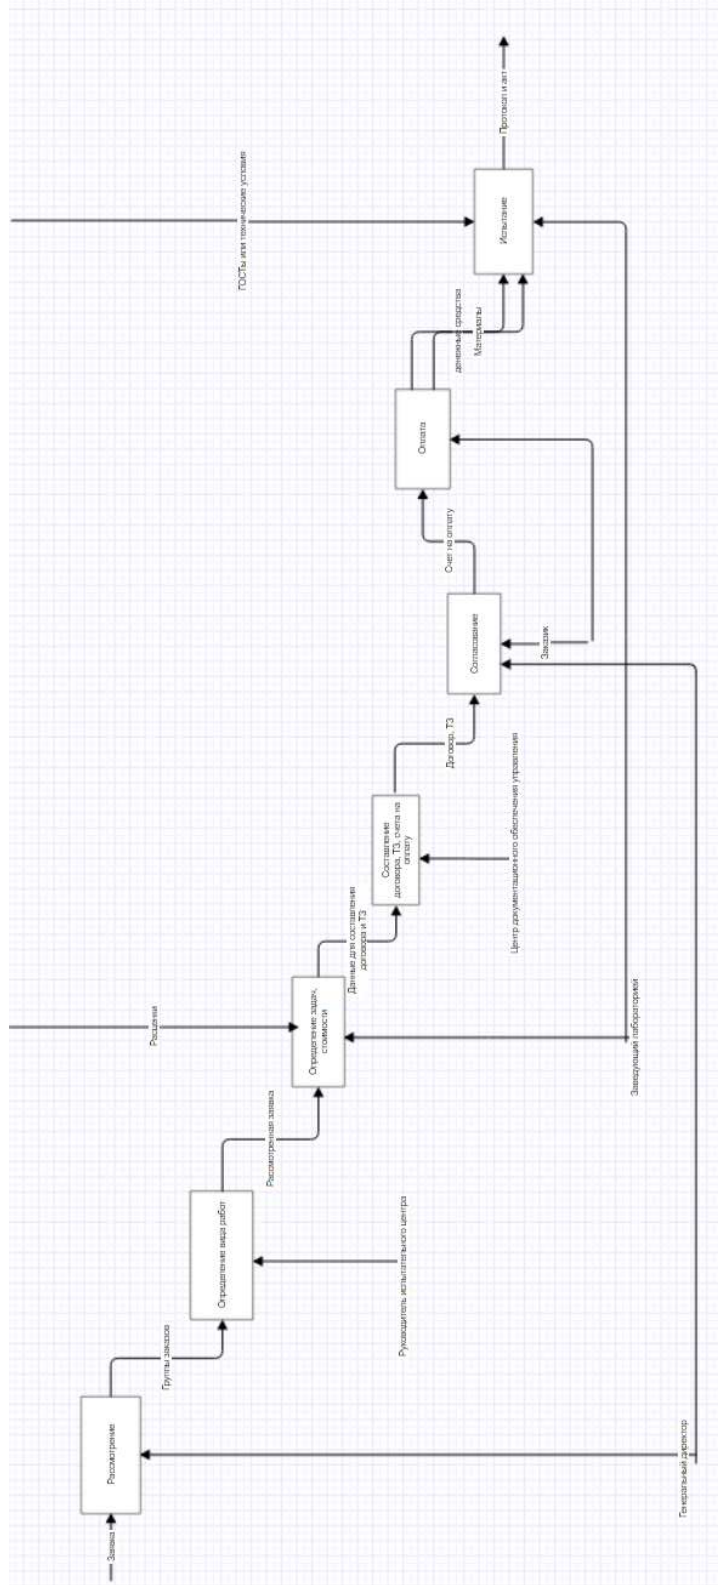 Заявка
Рассмотрение
Группы заказов
Генеральный директор
Определение вида работ
Руководитель испытательного центра
Рассмотренная заявка
Расценки
Определение задач,
стоимости
Заведующий лабораторией
Данные для составления
договора и ТЗ
Составление
договора, ТЗ, счета на
оплату
Центр документационного обеспечения управления
Договор, ТЗ
Согласование
Заказчик
Счет на оплату
Оплата
денежные средства
Материалы
ГОСТы или технические условия
Испытание
Протокол и акт